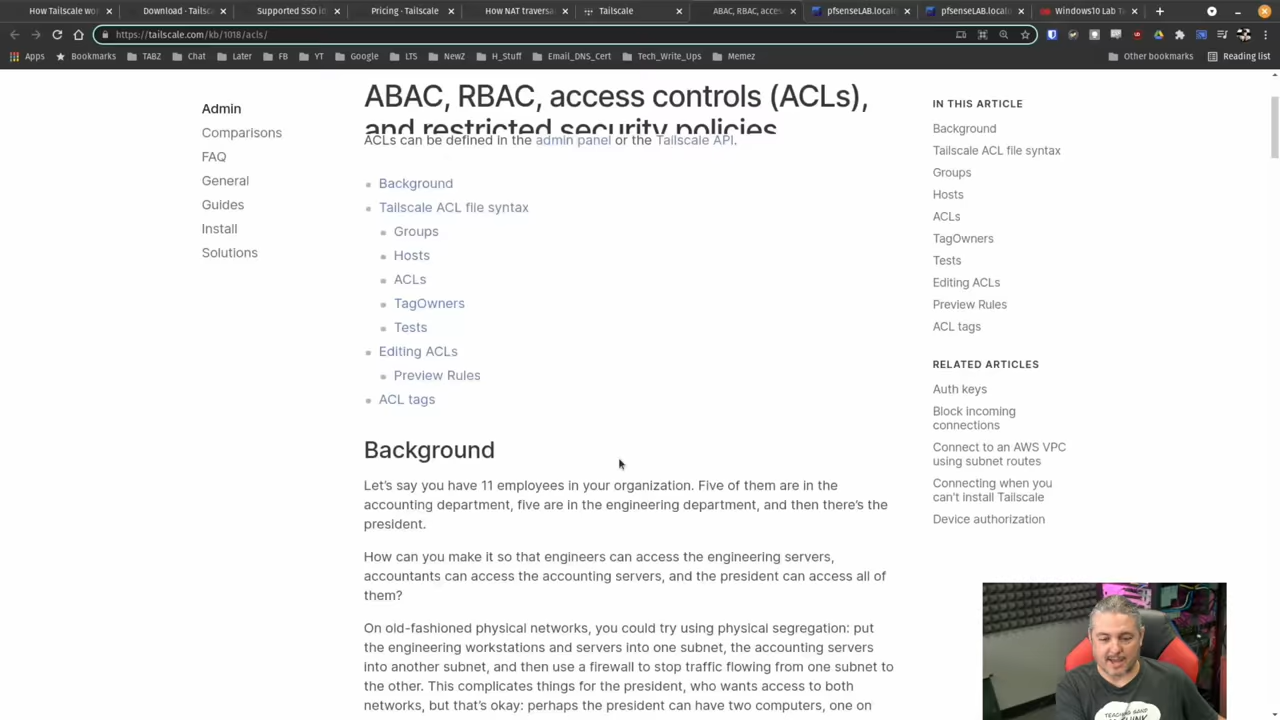 How Tailscale wo
Download · Tailsc
Supported SSO id
Pricing · Tailscale
How NAT travers
Tailscale
ABAC, RBAC, acces
pfsenseLAB.local
pfsenseLAB.local
Windows10 Lab T
https://tailscale.com/kb/1018/acls/
Apps
Bookmarks
TABZ
Chat
Later
FB
YT
Google
LTS
NewZ
H_Stuff
Email_DNS_Cert
Tech_Write_Ups
Memez
Other bookmarks
Reading list
Admin
Comparisons
FAQ
General
Guides
Install
Solutions
ABAC, RBAC, access controls (ACLs),
and restricted security policies
ACLs can be defined in the admin panel or the Tailscale API.
Background
Tailscale ACL file syntax
Groups
Hosts
ACLs
TagOwners
Tests
Editing ACLs
Preview Rules
ACL tags
Background
Let's say you have 11 employees in your organization. Five of them are in the
accounting department, five are in the engineering department, and then there's the
president.
How can you make it so that engineers can access the engineering servers,
accountants can access the accounting servers, and the president can access all of
them?
On old-fashioned physical networks, you could try using physical segregation: put
the engineering workstations and servers into one subnet, the accounting servers
into another subnet, and then use a firewall to stop traffic flowing from one subnet to
the other. This complicates things for the president, who wants access to both
networks, but that's okay: perhaps the president can have two computers, one on
IN THIS ARTICLE
Background
Tailscale ACL file syntax
Groups
Hosts
ACLs
TagOwners
Tests
Editing ACLs
Preview Rules
ACL tags
RELATED ARTICLES
Auth keys
Block incoming
connections
Connect to an AWS VPC
using subnet routes
Connecting when you
can't install Tailscale
Device authorization
TEACHING SAND